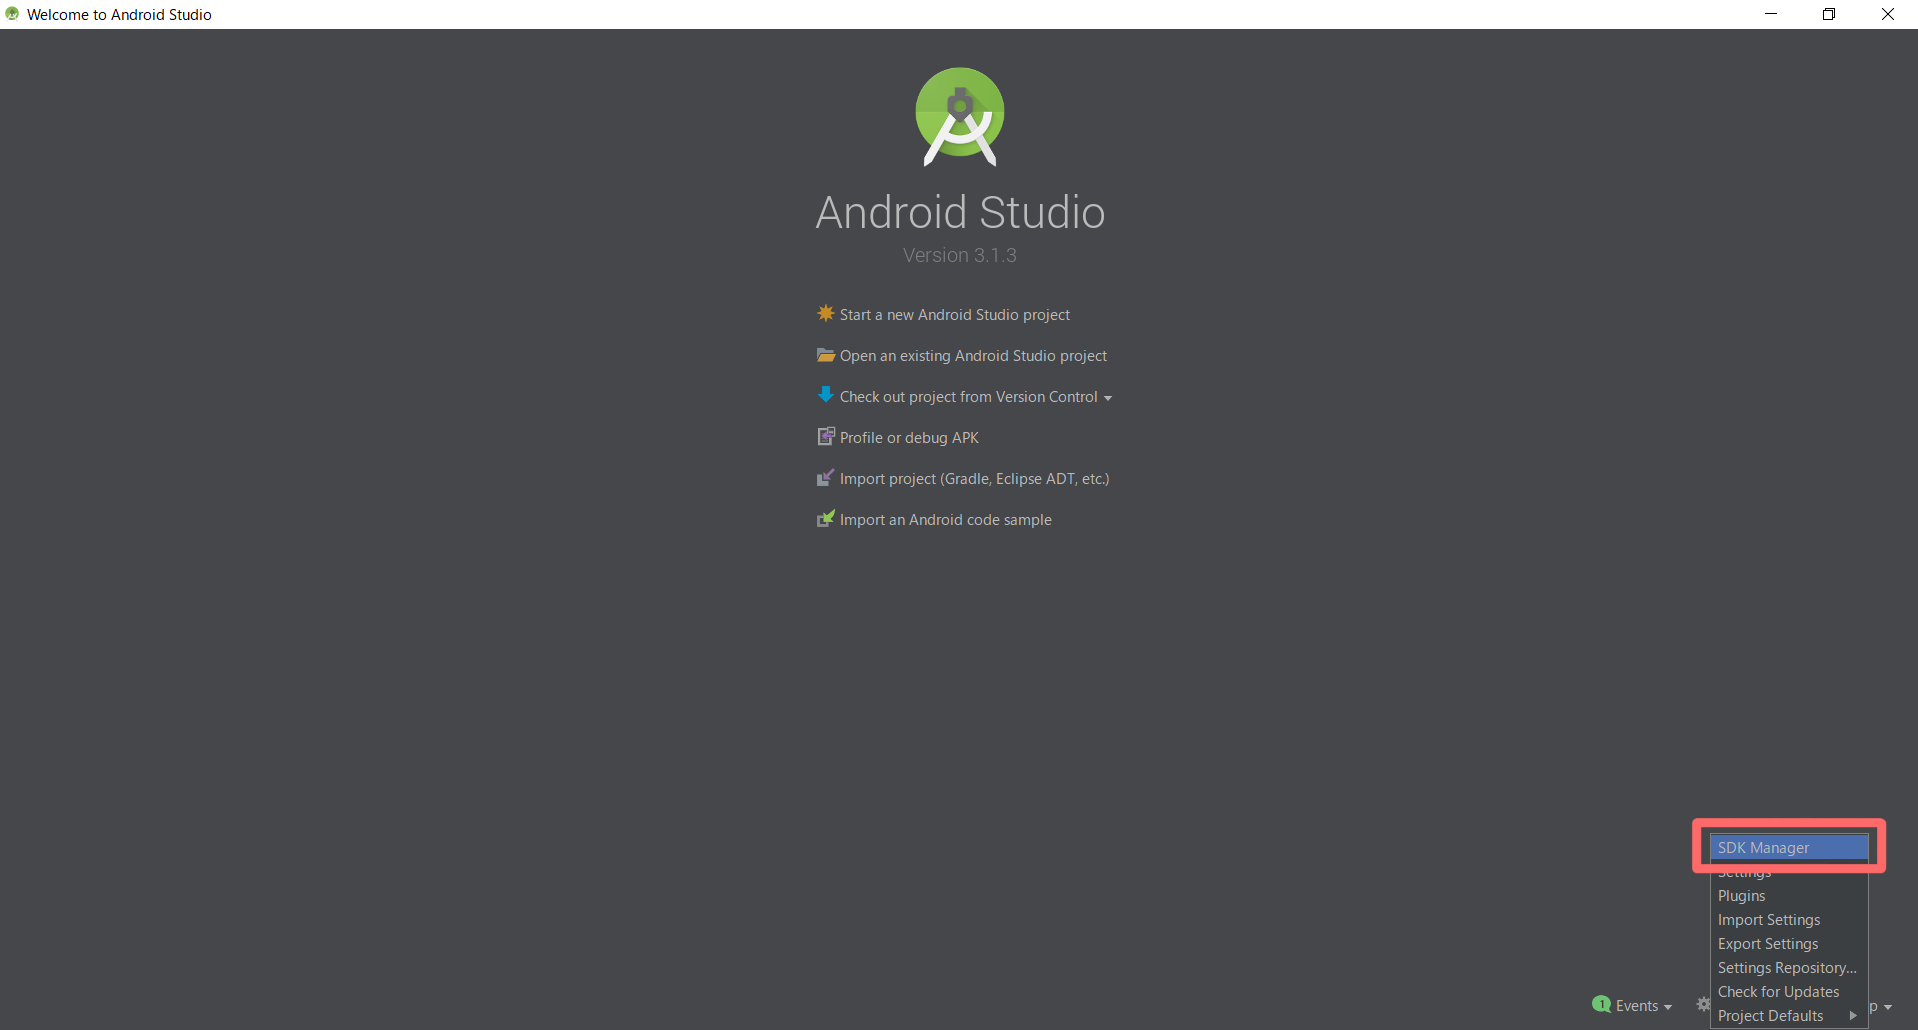 Welcome to Android Studio
Android Studio
Version 3.1.3
Start a new Android Studio project
Open an existing Android Studio project
Check out project from Version Control
Profile or debug APK
Import project (Gradle, Eclipse ADT, etc.)
Import an Android code sample
SDK Manager
Settings
Plugins
Import Settings
Export Settings
Settings Repository...
Check for Updates
Project Defaults
1 Events
p